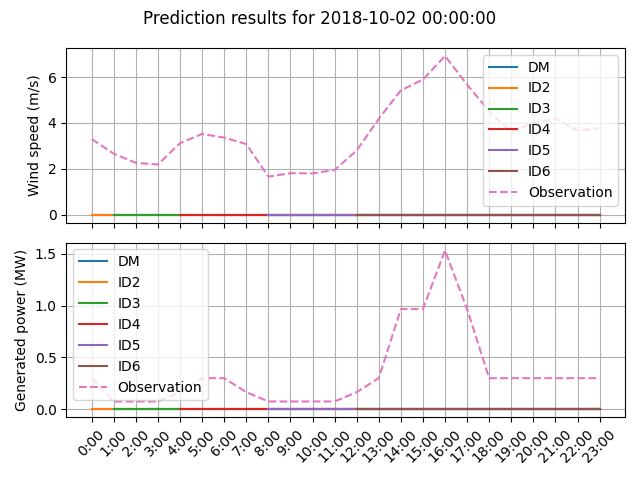 Prediction results for 2018-10-02 00:00:00
Wind speed (m/s)
6
4
2
0
DM
ID2
ID3
ID4
ID5
ID6
Observation
Generated power (MW)
1.5
1.0
0.5
0.0
DM
ID2
ID3
ID4
ID5
ID6
Observation
0:00 1:00 2:00 3:00 4:00 5:00 6:00 7:00 8:00 9:00 10:00 11:00 12:00 13:00 14:00 15:00 16:00 17:00 18:00 19:00 20:00 21:00 22:00 23:00